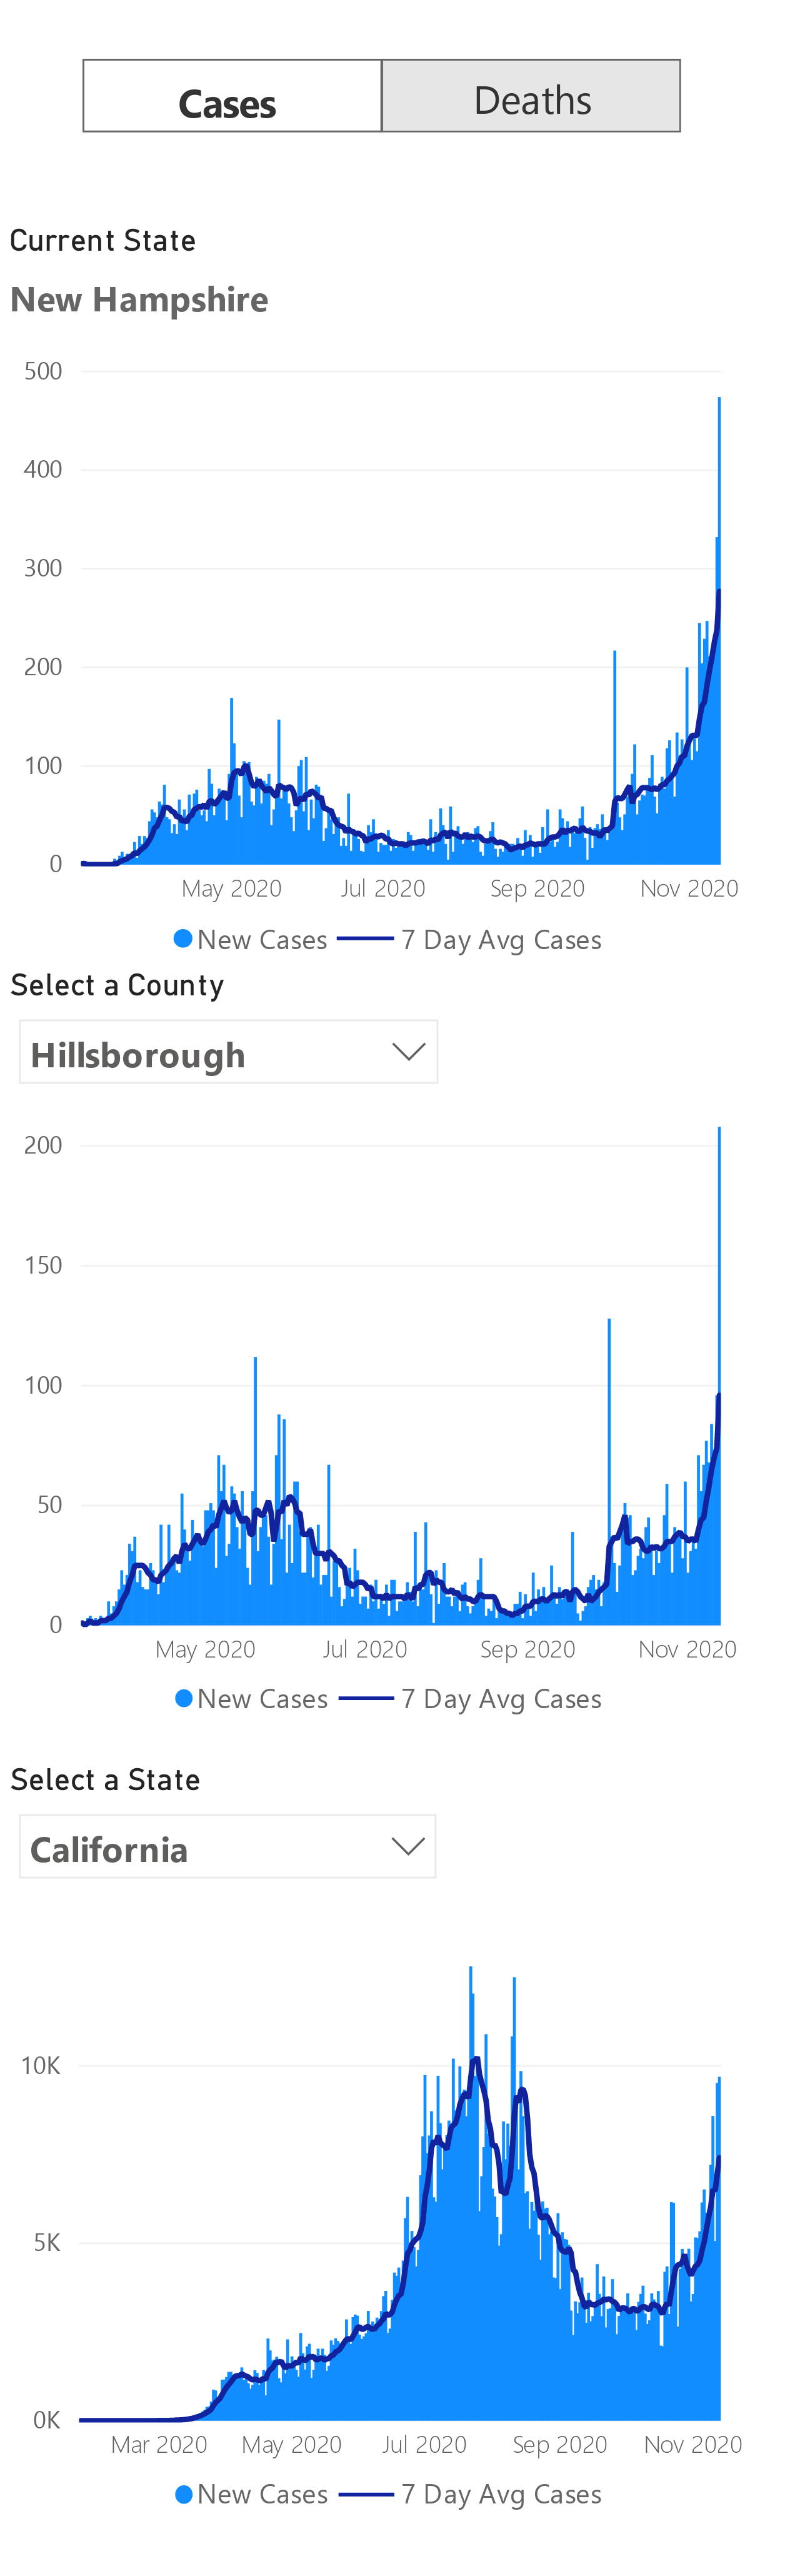 Cases Deaths
Current State
New Hampshire
500
400
300
200
100
0
May 2020 Jul 2020 Sep 2020 Nov 2020
New Cases 7 Day Avg Cases
Select a County
Hillsborough
200
150
100
50
0
May 2020 Jul 2020 Sep 2020 Nov 2020
New Cases 7 Day Avg Cases
Select a State
California
10K
5K
0K
Mar 2020 May 2020 Jul 2020 Sep 2020 Nov 2020
New Cases 7 Day Avg Cases